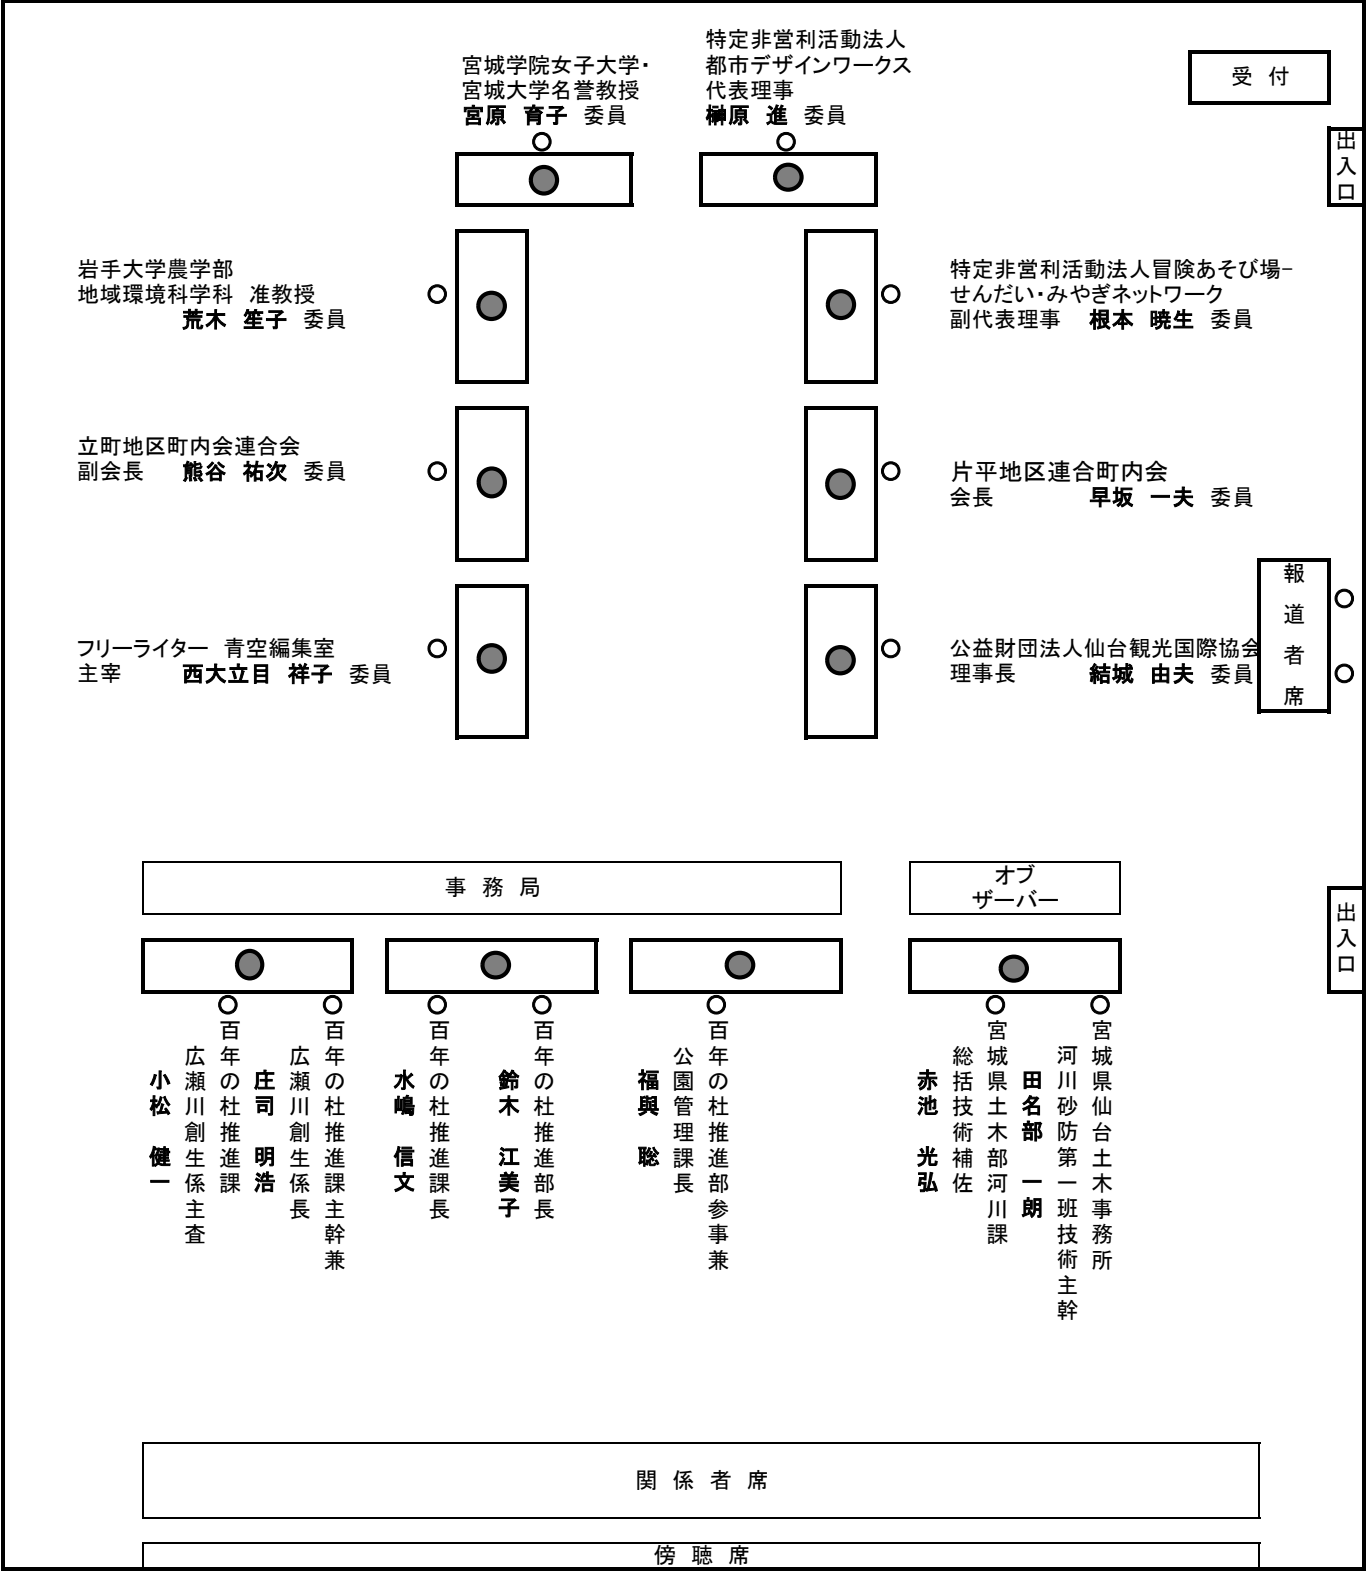 宮城学院女子大学・
宮城大学名誉教授
宮原　育子　委員
特定非営利活動法人
都市デザインワークス
代表理事
榊原　進　委員
受　付
出入口
岩手大学農学部
地域環境科学科　准教授
荒木　笙子　委員
特定非営利活動法人冒険あそび場−
せんだい・みやぎネットワーク
副代表理事　根本　暁生　委員
立町地区町内会連合会
副会長　熊谷　祐次　委員
片平地区連合町内会
会長　早坂　一夫　委員
報道者席
フリーライター　青空編集室
主宰　西大立目　祥子　委員
公益財団法人仙台観光国際協会
理事長　結城　由夫　委員
事　務　局
オブ
ザーバー
出入口
百年の杜推進課
広瀬川創生係主査
小松　健一
百年の杜推進課主幹兼
広瀬川創生係長
庄司　明浩
百年の杜推進課長
水嶋　信文
百年の杜推進部長
鈴木　江美子
百年の杜推進部参事兼
公園管理課長
福與　聡
宮城県土木部河川課
総括技術補佐
赤池　光弘
宮城県仙台土木事務所
河川砂防第一班技術主幹
田名部　一朗
関　係　者　席
傍　聴　席